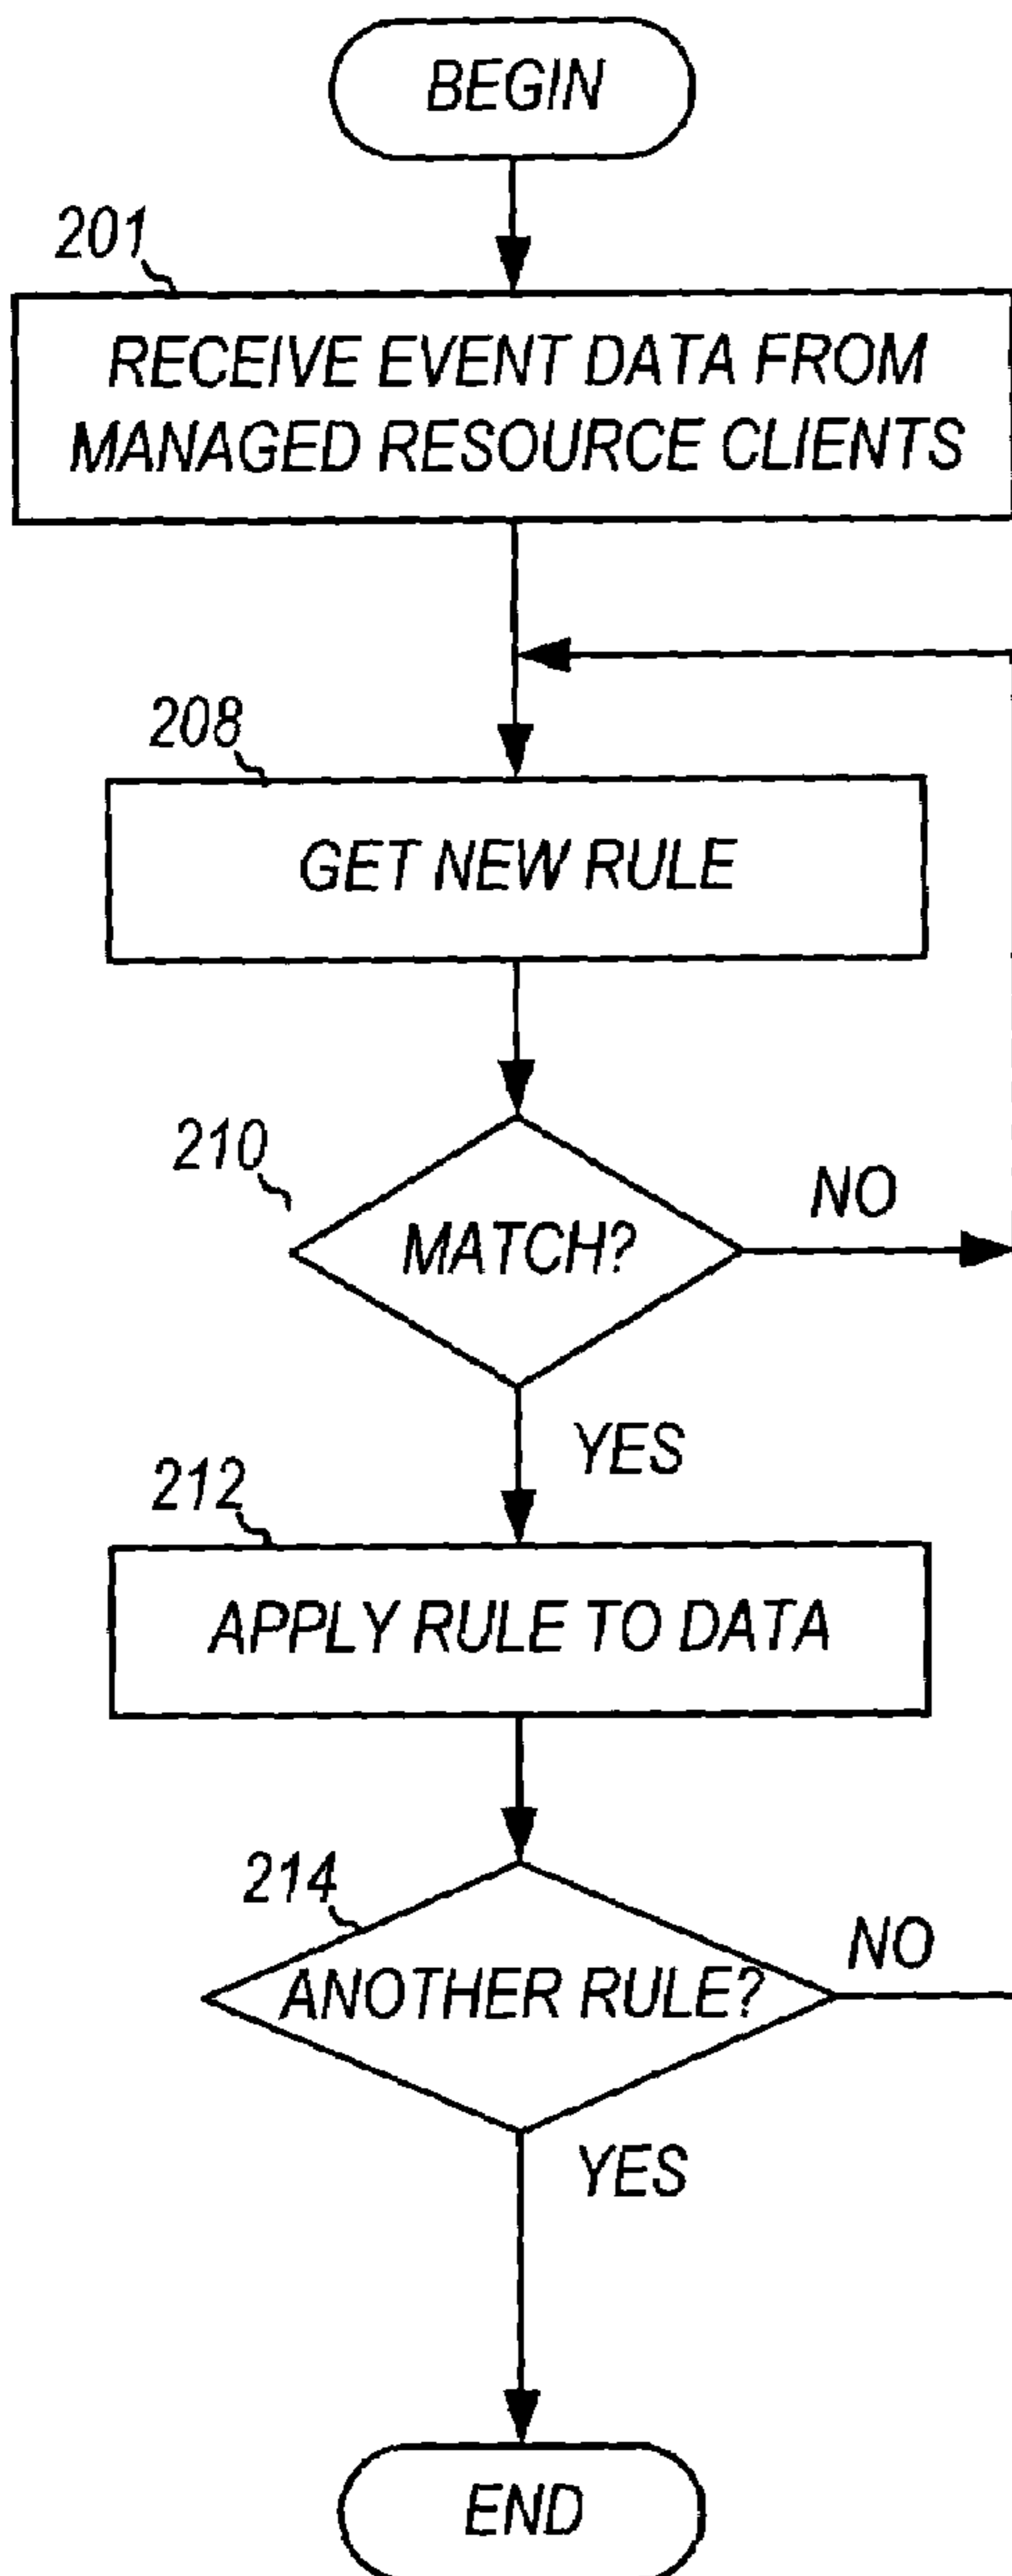 BEGIN
201
RECEIVE EVENT DATA FROM
MANAGED RESOURCE CLIENTS
208
GET NEW RULE
210
MATCH?
NO
YES
212
APPLY RULE TO DATA
214
ANOTHER RULE?
NO
YES
END